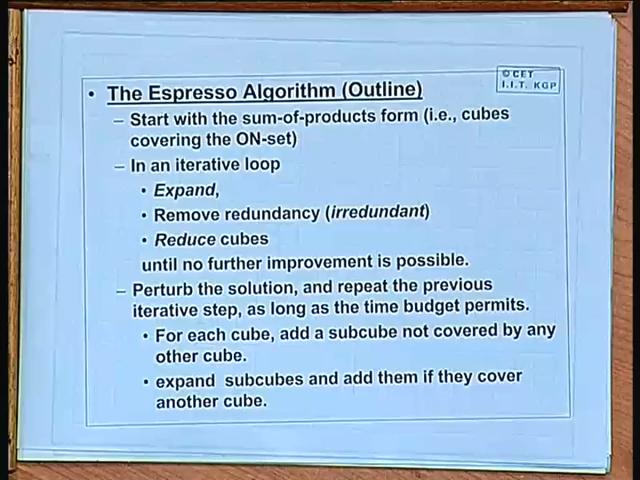 © CET
I.I.T. KGP
• The Espresso Algorithm (Outline)
– Start with the sum-of-products form (i.e., cubes
covering the ON-set)
– In an iterative loop
• Expand,
• Remove redundancy (irredundant)
• Reduce cubes
until no further improvement is possible.
– Perturb the solution, and repeat the previous
iterative step, as long as the time budget permits.
• For each cube, add a subcube not covered by any
other cube.
• expand subcubes and add them if they cover
another cube.